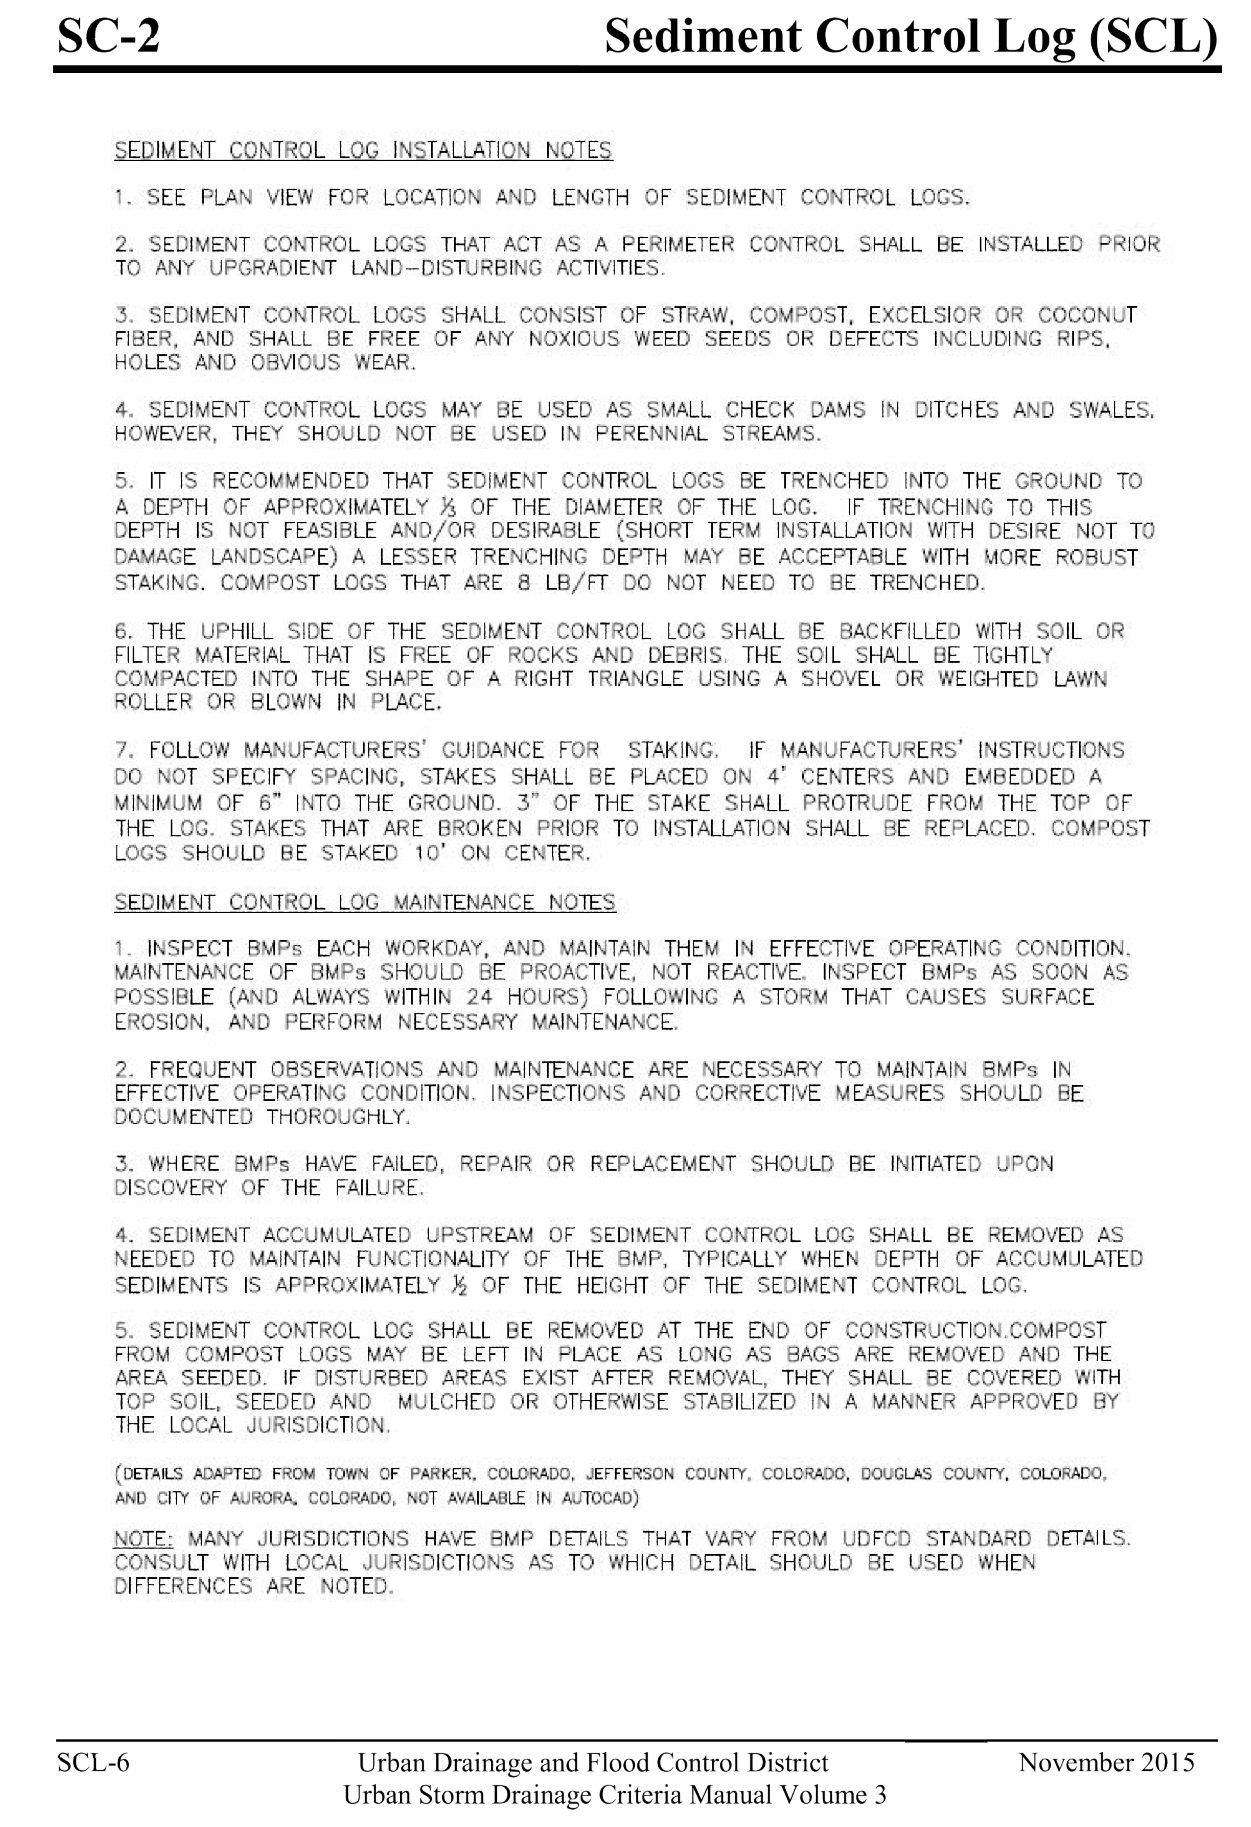 SC-2 Sediment Control Log (SCL)
SEDIMENT CONTROL LOG INSTALLATION NOTES
1. SEE PLAN VIEW FOR LOCATION AND LENGTH OF SEDIMENT CONTROL LOGS.
2. SEDIMENT CONTROL LOGS THAT ACT AS A PERIMETER CONTROL SHALL BE INSTALLED PRIOR
TO ANY UPGRADIENT LAND-DISTURBING ACTIVITIES.
3. SEDIMENT CONTROL LOGS SHALL CONSIST OF STRAW, COMPOST, EXCELSIOR OR COCONUT
FIBER, AND SHALL BE FREE OF ANY NOXIOUS WEED SEEDS OR DEFECTS INCLUDING RIPS,
HOLES AND OBVIOUS WEAR.
4. SEDIMENT CONTROL LOGS MAY BE USED AS SMALL CHECK DAMS IN DITCHES AND SWALES.
HOWEVER, THEY SHOULD NOT BE USED IN PERENNIAL STREAMS.
5. IT IS RECOMMENDED THAT SEDIMENT CONTROL LOGS BE TRENCHED INTO THE GROUND TO
A DEPTH OF APPROXIMATELY ⅓ OF THE DIAMETER OF THE LOG. IF TRENCHING TO THIS
DEPTH IS NOT FEASIBLE AND/OR DESIRABLE (SHORT TERM INSTALLATION WITH DESIRE NOT TO
DAMAGE LANDSCAPE) A LESSER TRENCHING DEPTH MAY BE ACCEPTABLE WITH MORE ROBUST
STAKING. COMPOST LOGS THAT ARE 8 LB/FT DO NOT NEED TO BE TRENCHED.
6. THE UPHILL SIDE OF THE SEDIMENT CONTROL LOG SHALL BE BACKFILLED WITH SOIL OR
FILTER MATERIAL THAT IS FREE OF ROCKS AND DEBRIS. THE SOIL SHALL BE TIGHTLY
COMPACTED INTO THE SHAPE OF A RIGHT TRIANGLE USING A SHOVEL OR WEIGHTED LAWN
ROLLER OR BLOWN IN PLACE.
7. FOLLOW MANUFACTURERS' GUIDANCE FOR STAKING. IF MANUFACTURERS' INSTRUCTIONS
DO NOT SPECIFY SPACING, STAKES SHALL BE PLACED ON 4' CENTERS AND EMBEDDED A
MINIMUM OF 6" INTO THE GROUND. 3" OF THE STAKE SHALL PROTRUDE FROM THE TOP OF
THE LOG. STAKES THAT ARE BROKEN PRIOR TO INSTALLATION SHALL BE REPLACED. COMPOST
LOGS SHOULD BE STAKED 10' ON CENTER.
SEDIMENT CONTROL LOG MAINTENANCE NOTES
1. INSPECT BMPs EACH WORKDAY, AND MAINTAIN THEM IN EFFECTIVE OPERATING CONDITION.
MAINTENANCE OF BMPs SHOULD BE PROACTIVE, NOT REACTIVE. INSPECT BMPs AS SOON AS
POSSIBLE (AND ALWAYS WITHIN 24 HOURS) FOLLOWING A STORM THAT CAUSES SURFACE
EROSION, AND PERFORM NECESSARY MAINTENANCE.
2. FREQUENT OBSERVATIONS AND MAINTENANCE ARE NECESSARY TO MAINTAIN BMPs IN
EFFECTIVE OPERATING CONDITION. INSPECTIONS AND CORRECTIVE MEASURES SHOULD BE
DOCUMENTED THOROUGHLY.
3. WHERE BMPs HAVE FAILED, REPAIR OR REPLACEMENT SHOULD BE INITIATED UPON
DISCOVERY OF THE FAILURE.
4. SEDIMENT ACCUMULATED UPSTREAM OF SEDIMENT CONTROL LOG SHALL BE REMOVED AS
NEEDED TO MAINTAIN FUNCTIONALITY OF THE BMP, TYPICALLY WHEN DEPTH OF ACCUMULATED
SEDIMENTS IS APPROXIMATELY ½ OF THE HEIGHT OF THE SEDIMENT CONTROL LOG.
5. SEDIMENT CONTROL LOG SHALL BE REMOVED AT THE END OF CONSTRUCTION.COMPOST
FROM COMPOST LOGS MAY BE LEFT IN PLACE AS LONG AS BAGS ARE REMOVED AND THE
AREA SEEDED. IF DISTURBED AREAS EXIST AFTER REMOVAL, THEY SHALL BE COVERED WITH
TOP SOIL, SEEDED AND MULCHED OR OTHERWISE STABILIZED IN A MANNER APPROVED BY
THE LOCAL JURISDICTION.
(DETAILS ADAPTED FROM TOWN OF PARKER, COLORADO, JEFFERSON COUNTY, COLORADO, DOUGLAS COUNTY, COLORADO,
AND CITY OF AURORA, COLORADO, NOT AVAILABLE IN AUTOCAD)
NOTE: MANY JURISDICTIONS HAVE BMP DETAILS THAT VARY FROM UDFCD STANDARD DETAILS.
CONSULT WITH LOCAL JURISDICTIONS AS TO WHICH DETAIL SHOULD BE USED WHEN
DIFFERENCES ARE NOTED.
SCL-6 Urban Drainage and Flood Control District November 2015
Urban Storm Drainage Criteria Manual Volume 3